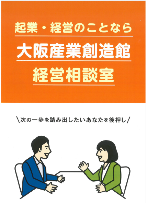 起業・経営のことなら
大阪産業創造館
経営相談室
次の一歩を踏み出したいあなたを後押し